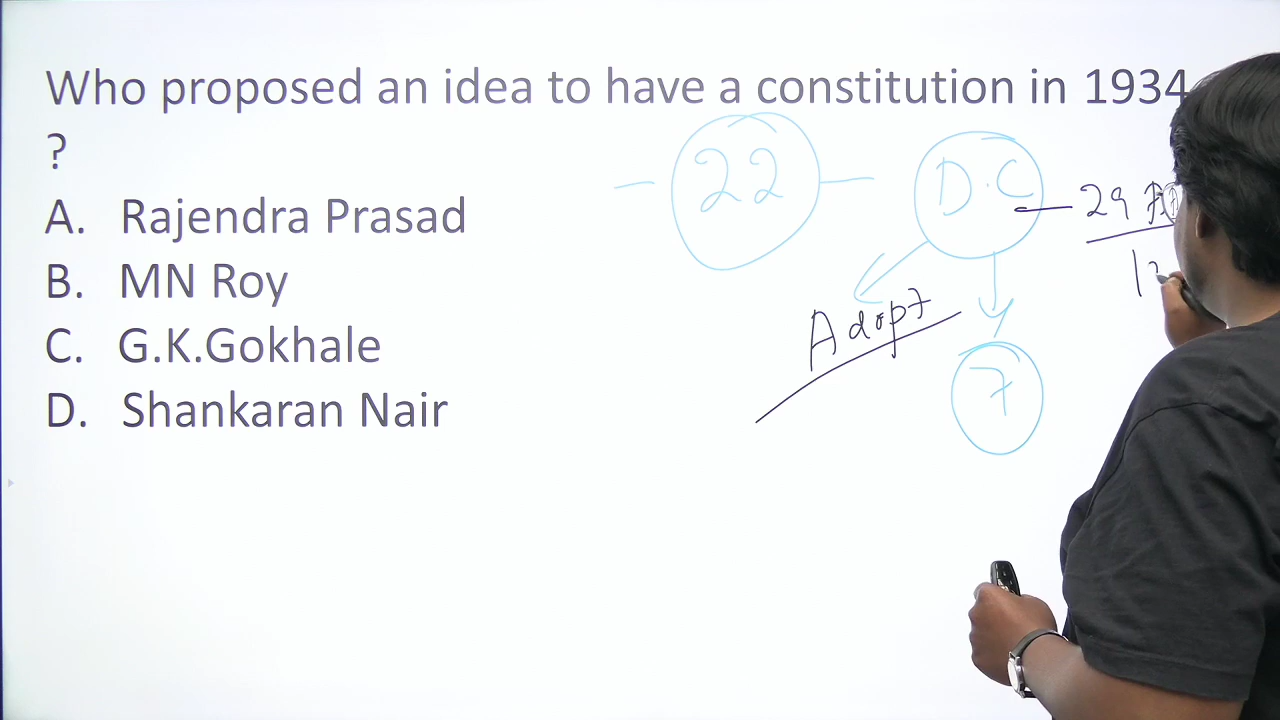 Who proposed an idea to have a constitution in 1934
?
A. Rajendra Prasad
B. MN Roy
C. G.K.Gokhale
D. Shankaran Nair
22
D.C
29
Adopt
7